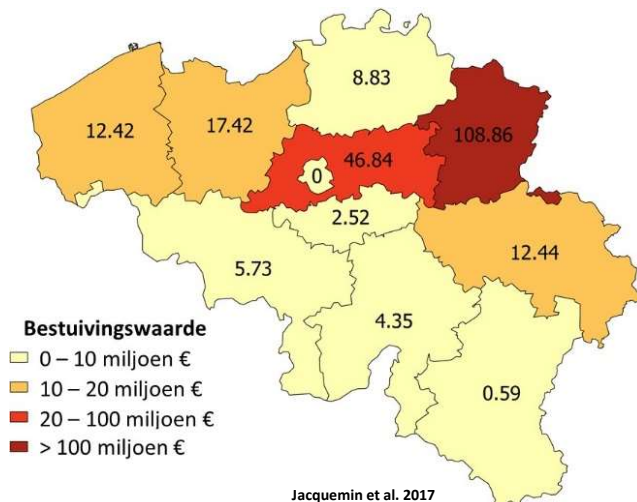 8.83
12.42
17.42
108.86
46.84
0
2.52
12.44
5.73
4.35
0.59
Bestuivingswaarde
0 – 10 miljoen €
10 – 20 miljoen €
20 – 100 miljoen €
> 100 miljoen €
Jacquemin et al. 2017